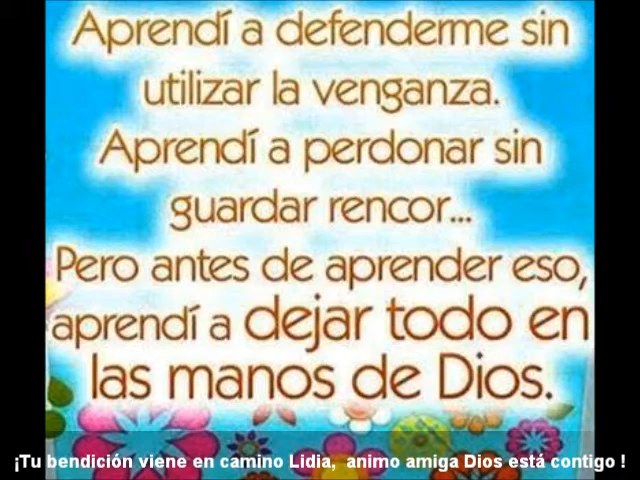 Aprendí a defenderme sin
utilizar la venganza.
Aprendí a perdonar sin
guardar rencor...
Pero antes de aprender eso,
aprendí a dejar todo en
las manos de Dios.
¡Tu bendición viene en camino Lidia, animo amiga Dios está contigo !